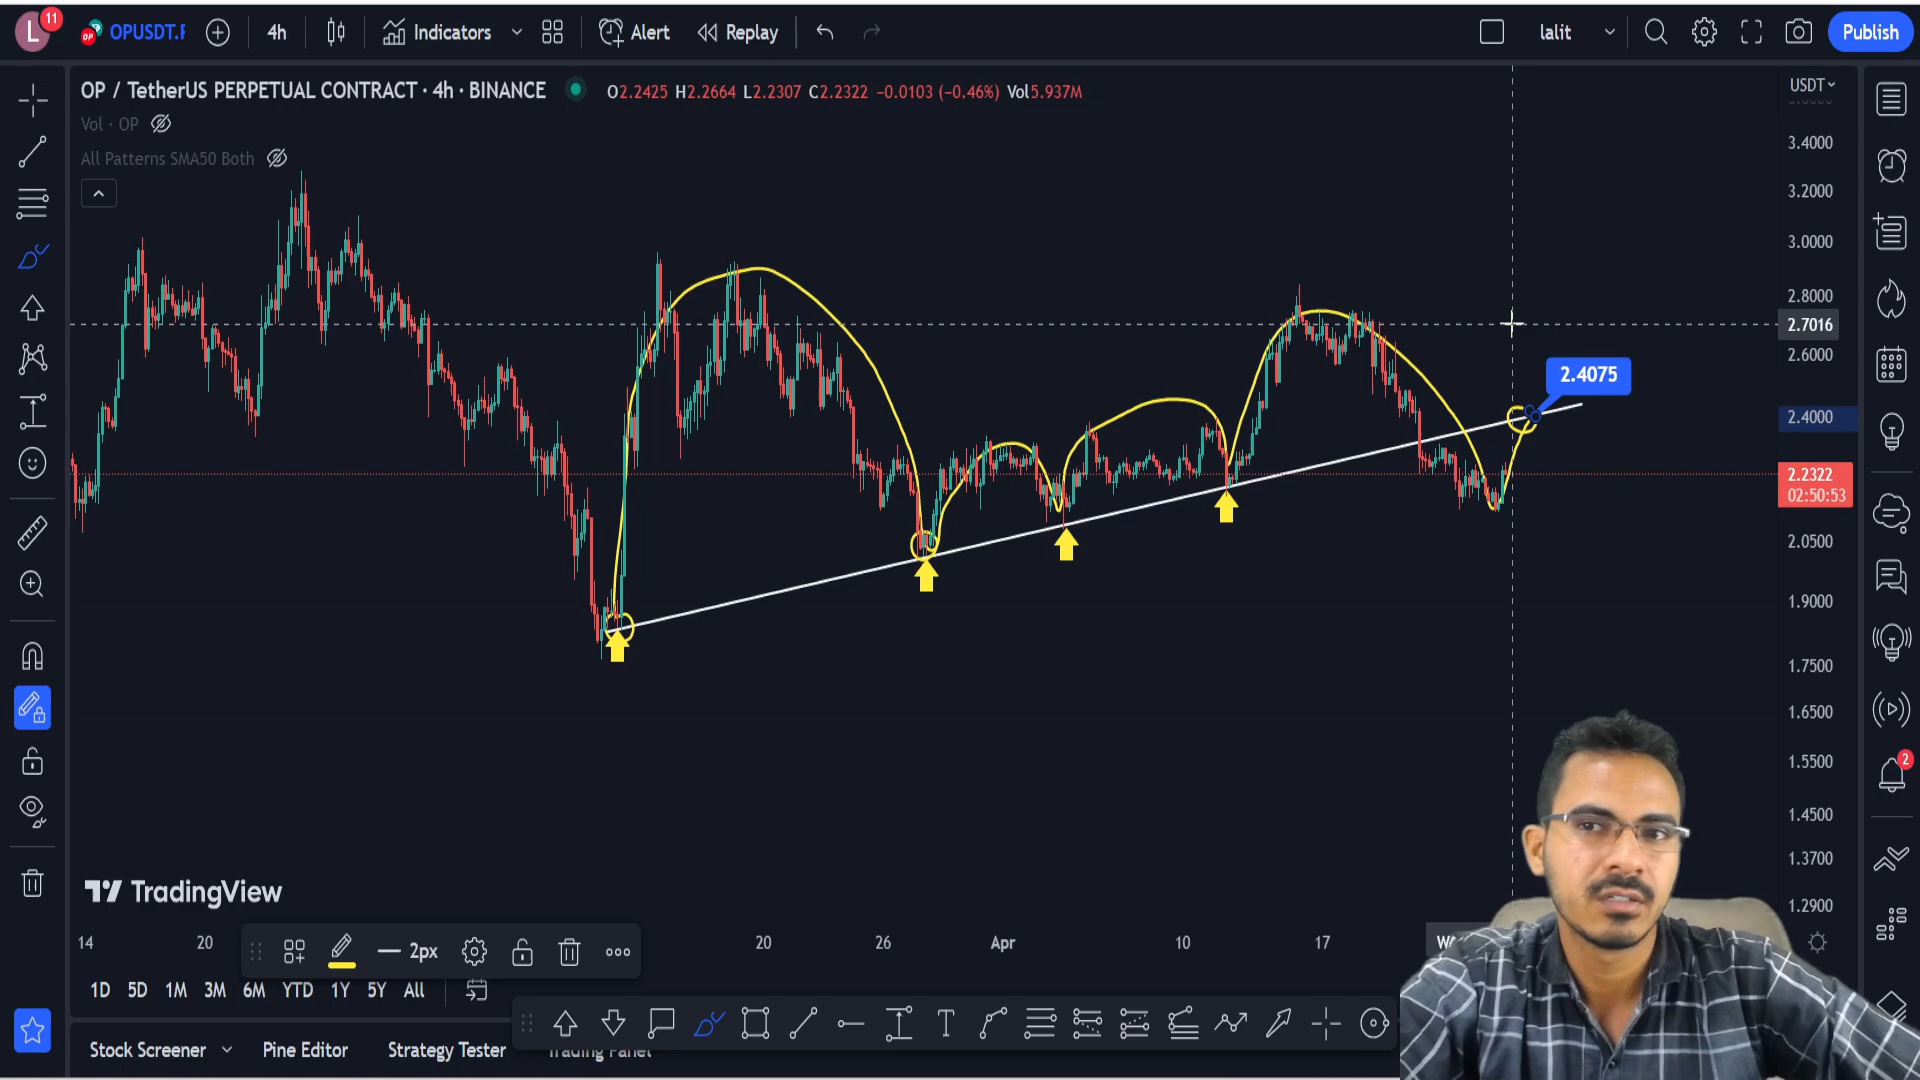 L
11
OPUSDT.F
4h
Indicators
Alert
Replay
lalit
Publish
OP / TetherUS PERPETUAL CONTRACT · 4h · BINANCE
O2.2425 H2.2664 L2.2307 C2.2322 −0.0103 (−0.46%) Vol5.937M
USDT
Vol · OP
All Patterns SMA50 Both
3.4000
3.2000
3.0000
2.8000
2.7016
2.6000
2.4075
2.4000
2.2322
02:50:53
2.0500
1.9000
1.7500
1.6500
1.5500
1.4500
1.3700
1.2900
2
TradingView
14
20
20
26
Apr
10
17
2px
1D 5D 1M 3M 6M YTD 1Y 5Y All
T
Stock Screener
Pine Editor
Strategy Tester
Trading Panel